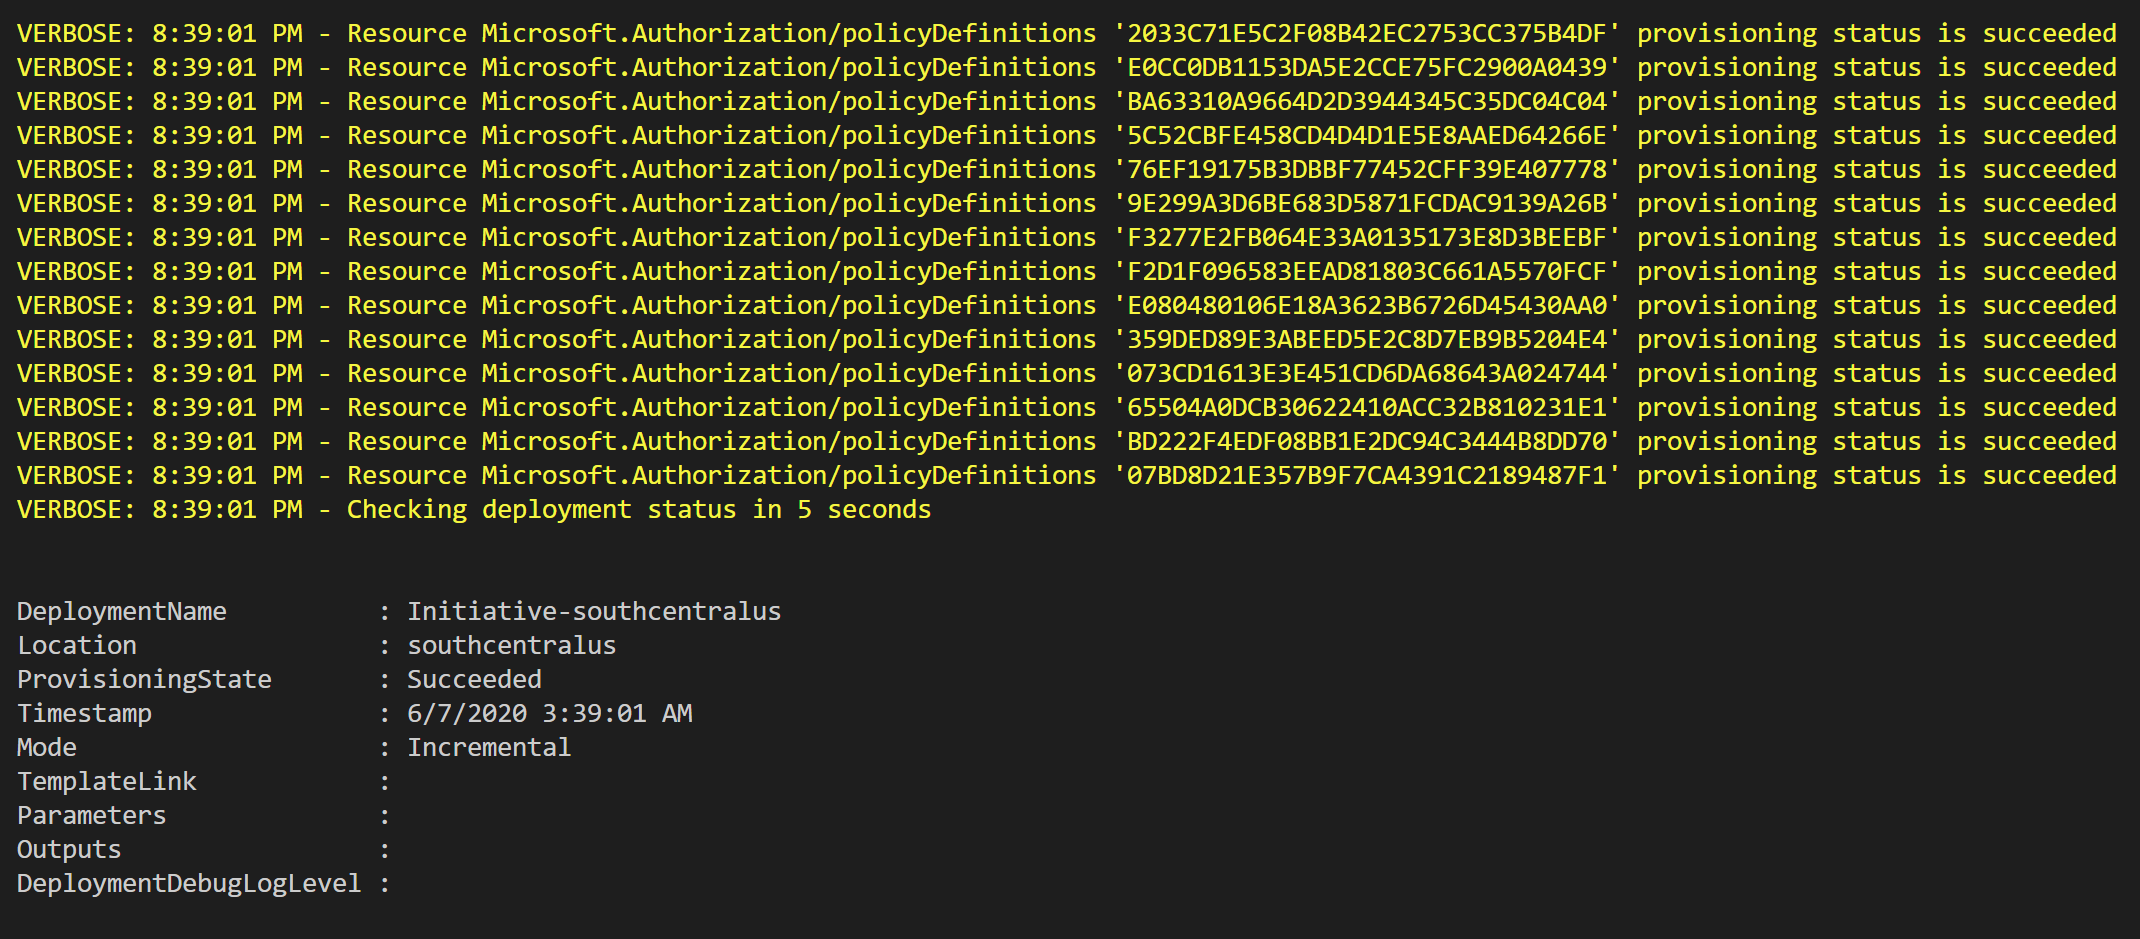 VERBOSE: 8:39:01 PM - Resource Microsoft.Authorization/policyDefinitions '2033C71E5C2F08B42EC2753CC375B4DF' provisioning status is succeeded
VERBOSE: 8:39:01 PM - Resource Microsoft.Authorization/policyDefinitions 'E0CC0DB1153DA5E2CCE75FC2900A0439' provisioning status is succeeded
VERBOSE: 8:39:01 PM - Resource Microsoft.Authorization/policyDefinitions 'BA63310A9664D2D3944345C35DC04C04' provisioning status is succeeded
VERBOSE: 8:39:01 PM - Resource Microsoft.Authorization/policyDefinitions '5C52CBFE458CD4D4D1E5E8AAED64266E' provisioning status is succeeded
VERBOSE: 8:39:01 PM - Resource Microsoft.Authorization/policyDefinitions '76EF19175B3DBBF77452CFF39E407778' provisioning status is succeeded
VERBOSE: 8:39:01 PM - Resource Microsoft.Authorization/policyDefinitions '9E299A3D6BE683D5871FCDAC9139A26B' provisioning status is succeeded
VERBOSE: 8:39:01 PM - Resource Microsoft.Authorization/policyDefinitions 'F3277E2FB064E33A0135173E8D3BEEBF' provisioning status is succeeded
VERBOSE: 8:39:01 PM - Resource Microsoft.Authorization/policyDefinitions 'F2D1F096583EEAD81803C661A5570FCF' provisioning status is succeeded
VERBOSE: 8:39:01 PM - Resource Microsoft.Authorization/policyDefinitions 'E080480106E18A3623B6726D45430AA0' provisioning status is succeeded
VERBOSE: 8:39:01 PM - Resource Microsoft.Authorization/policyDefinitions '359DED89E3ABEED5E2C8D7EB9B5204E4' provisioning status is succeeded
VERBOSE: 8:39:01 PM - Resource Microsoft.Authorization/policyDefinitions '073CD1613E3E451CD6DA68643A024744' provisioning status is succeeded
VERBOSE: 8:39:01 PM - Resource Microsoft.Authorization/policyDefinitions '65504A0DCB30622410ACC32B810231E1' provisioning status is succeeded
VERBOSE: 8:39:01 PM - Resource Microsoft.Authorization/policyDefinitions 'BD222F4EDF08BB1E2DC94C3444B8DD70' provisioning status is succeeded
VERBOSE: 8:39:01 PM - Resource Microsoft.Authorization/policyDefinitions '07BD8D21E357B9F7CA4391C2189487F1' provisioning status is succeeded
VERBOSE: 8:39:01 PM - Checking deployment status in 5 seconds
DeploymentName : Initiative-southcentralus
Location : southcentralus
ProvisioningState : Succeeded
Timestamp : 6/7/2020 3:39:01 AM
Mode : Incremental
TemplateLink :
Parameters :
Outputs :
DeploymentDebugLogLevel :